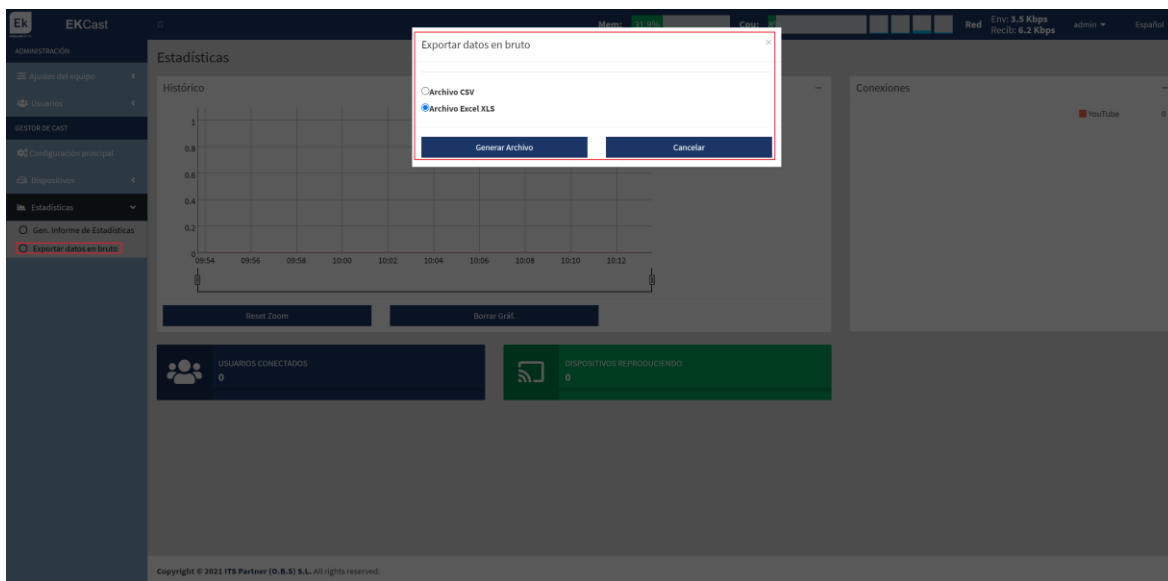 Ek
EKCast
Mem: 31.9%
Cpu:
Red
Env: 3.5 Kbps
Recib: 6.2 Kbps
admin
Español
ADMINISTRACIÓN
Ajustes del equipo
Usuarios
GESTOR DE CAST
Configuración principal
Dispositivos
Estadísticas
Gen. Informe de Estadísticas
Exportar datos en bruto
Estadísticas
Histórico
1
0.8
0.6
0.4
0.2
0
09:54 09:56 09:58 10:00 10:02 10:04 10:06 10:08 10:10 10:12
Reset Zoom
Borrar Gráf.
Exportar datos en bruto
×
Archivo CSV
Archivo Excel XLS
Generar Archivo
Cancelar
Conexiones
YouTube 0
USUARIOS CONECTADOS
0
DISPOSITIVOS REPRODUCIENDO
0
Copyright © 2021 ITS Partner (O.B.S) S.L. All rights reserved.